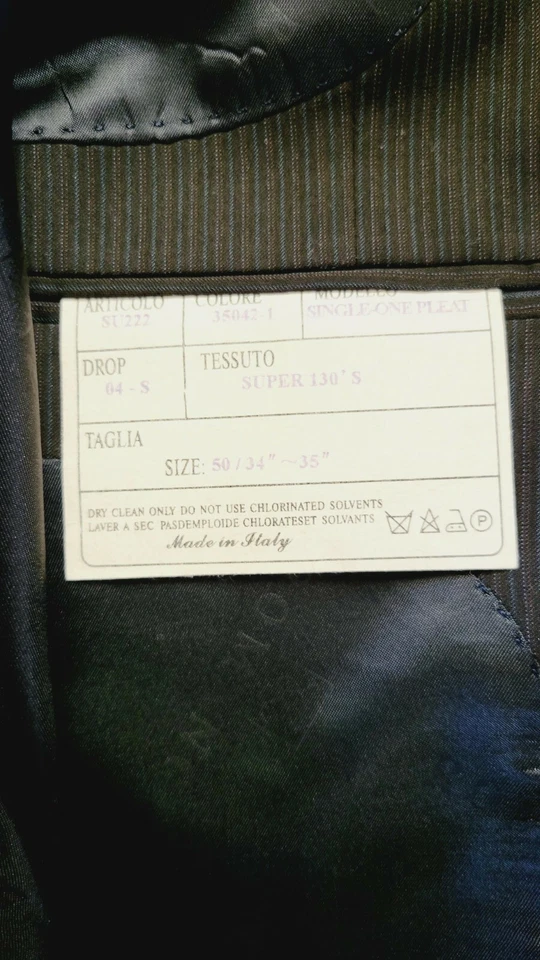 ARTICOLO COLORE MODELLO
SU222 35042-1 SINGLE-ONE PLEAT
DROP TESSUTO
04 - S SUPER 130'S
TAGLIA
SIZE: 50 / 34" ~ 35"
DRY CLEAN ONLY DO NOT USE CHLORINATED SOLVENTS
LAVER A SEC PASDEMPLOIDE CHLORATESET SOLVANTS
Made in Italy
P